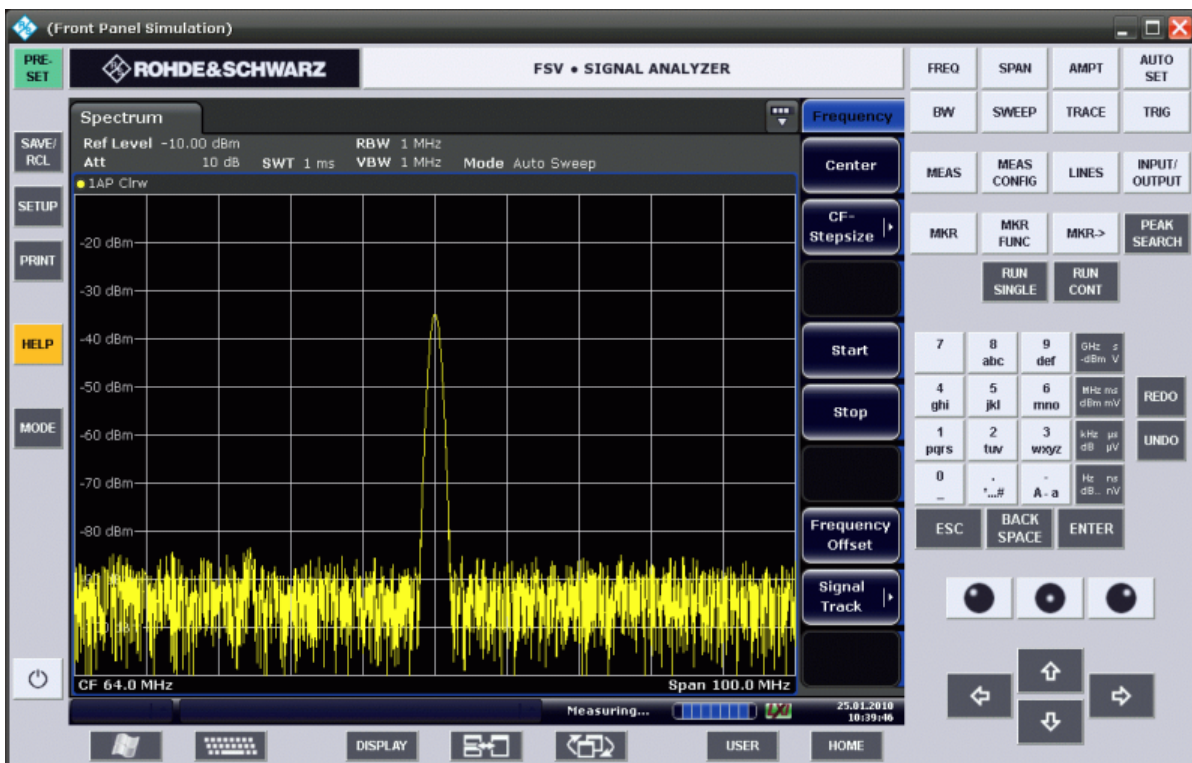 (Front Panel Simulation)
PRE-
SET
ROHDE&SCHWARZ
FSV • SIGNAL ANALYZER
FREQ
SPAN
AMPT
AUTO
SET
Spectrum
Frequency
BW
SWEEP
TRACE
TRIG
SAVE/
RCL
Ref Level -10.00 dBm RBW 1 MHz
Att 10 dB SWT 1 ms VBW 1 MHz Mode Auto Sweep
1AP Clrw
Center
MEAS
MEAS
CONFIG
LINES
INPUT/
OUTPUT
SETUP
CF-
Stepsize
MKR
MKR
FUNC
MKR->
PEAK
SEARCH
-20 dBm
PRINT
RUN
SINGLE
RUN
CONT
-30 dBm
HELP
-40 dBm
Start
7
8
abc
9
def
GHz s
-dBm V
-50 dBm
Stop
4
ghi
5
jkl
6
mno
MHz ms
dBm mV
REDO
MODE
-60 dBm
1
pqrs
2
tuv
3
wxyz
kHz µs
dB µV
UNDO
-70 dBm
0
_
.
*...#
-
A - a
Hz ns
dB.. nV
-80 dBm
Frequency
Offset
ESC
BACK
SPACE
ENTER
Signal
Track
CF 64.0 MHz
Span 100.0 MHz
Measuring...
25.01.2010
10:39:46
DISPLAY
USER
HOME